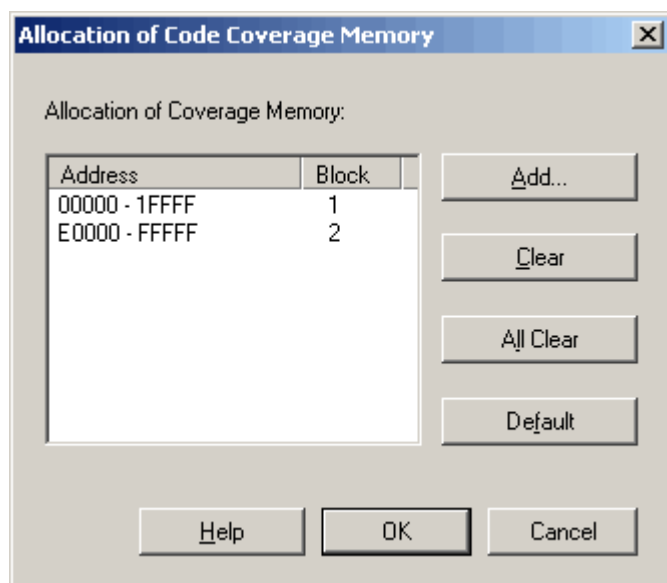 Allocation of Code Coverage Memory
Allocation of Coverage Memory:
Address Block
00000 - 1FFFF 1
E0000 - FFFFF 2
Add...
Clear
All Clear
Default
Help OK Cancel